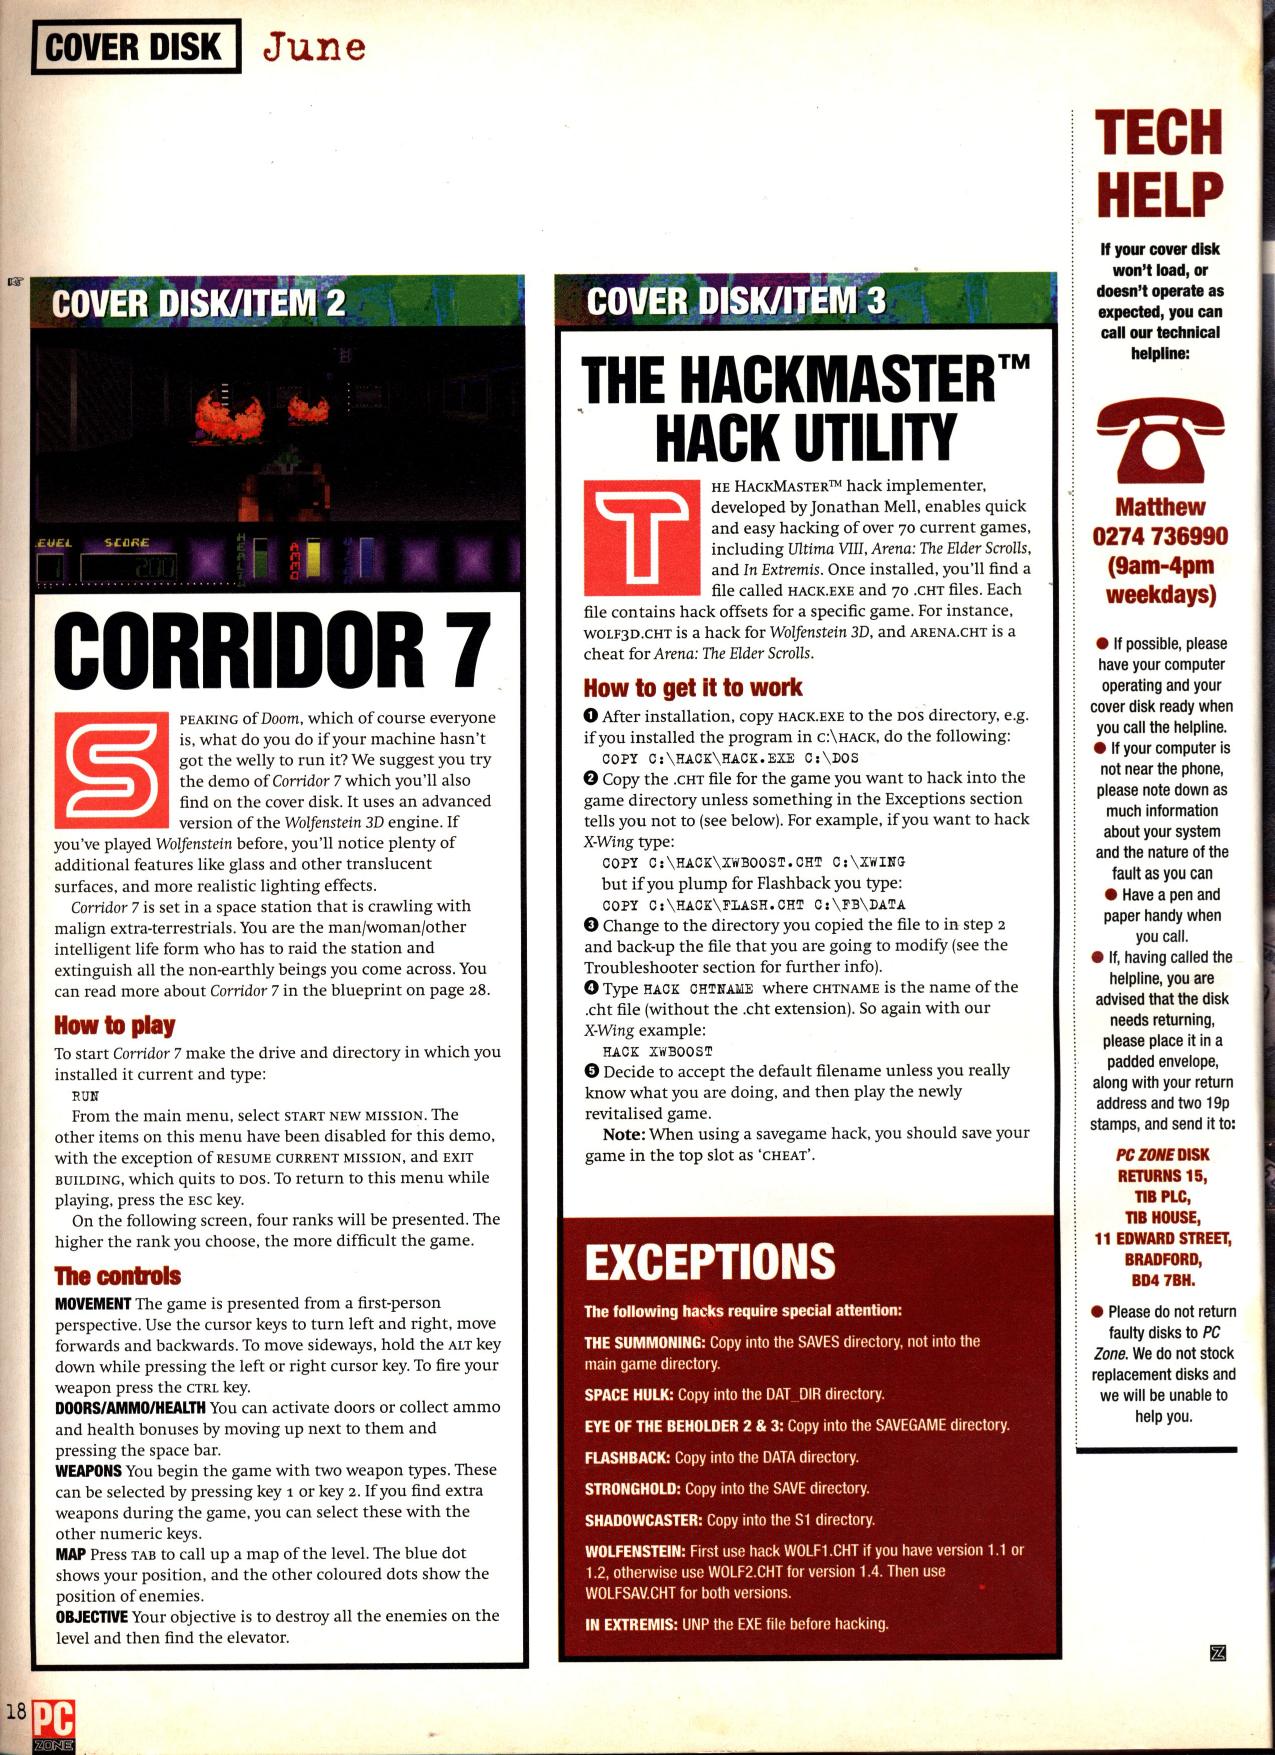 COVER DISK June
COVER DISK/ITEM 2
LEVEL SCORE HEALTH AMMO
1 200
CORRIDOR 7
SPEAKING of Doom, which of course everyone
is, what do you do if your machine hasn't
got the welly to run it? We suggest you try
the demo of Corridor 7 which you'll also
find on the cover disk. It uses an advanced
version of the Wolfenstein 3D engine. If
you've played Wolfenstein before, you'll notice plenty of
additional features like glass and other translucent
surfaces, and more realistic lighting effects.
Corridor 7 is set in a space station that is crawling with
malign extra-terrestrials. You are the man/woman/other
intelligent life form who has to raid the station and
extinguish all the non-earthly beings you come across. You
can read more about Corridor 7 in the blueprint on page 28.
How to play
To start Corridor 7 make the drive and directory in which you
installed it current and type:
RUN
From the main menu, select START NEW MISSION. The
other items on this menu have been disabled for this demo,
with the exception of RESUME CURRENT MISSION, and EXIT
BUILDING, which quits to DOS. To return to this menu while
playing, press the ESC key.
On the following screen, four ranks will be presented. The
higher the rank you choose, the more difficult the game.
The controls
MOVEMENT The game is presented from a first-person
perspective. Use the cursor keys to turn left and right, move
forwards and backwards. To move sideways, hold the ALT key
down while pressing the left or right cursor key. To fire your
weapon press the CTRL key.
DOORS/AMMO/HEALTH You can activate doors or collect ammo
and health bonuses by moving up next to them and
pressing the space bar.
WEAPONS You begin the game with two weapon types. These
can be selected by pressing key 1 or key 2. If you find extra
weapons during the game, you can select these with the
other numeric keys.
MAP Press TAB to call up a map of the level. The blue dot
shows your position, and the other coloured dots show the
position of enemies.
OBJECTIVE Your objective is to destroy all the enemies on the
level and then find the elevator.
COVER DISK/ITEM 3
THE HACKMASTER™
HACK UTILITY
THE HACKMASTER™ hack implementer,
developed by Jonathan Mell, enables quick
and easy hacking of over 70 current games,
including Ultima VIII, Arena: The Elder Scrolls,
and In Extremis. Once installed, you'll find a
file called HACK.EXE and 70 .CHT files. Each
file contains hack offsets for a specific game. For instance,
WOLF3D.CHT is a hack for Wolfenstein 3D, and ARENA.CHT is a
cheat for Arena: The Elder Scrolls.
How to get it to work
❶ After installation, copy HACK.EXE to the DOS directory, e.g.
if you installed the program in C:\HACK, do the following:
COPY C:\HACK\HACK.EXE C:\DOS
❷ Copy the .CHT file for the game you want to hack into the
game directory unless something in the Exceptions section
tells you not to (see below). For example, if you want to hack
X-Wing type:
COPY C:\HACK\XWBOOST.CHT C:\XWING
but if you plump for Flashback you type:
COPY C:\HACK\FLASH.CHT C:\FB\DATA
❸ Change to the directory you copied the file to in step 2
and back-up the file that you are going to modify (see the
Troubleshooter section for further info).
❹ Type HACK CHTNAME where CHTNAME is the name of the
.cht file (without the .cht extension). So again with our
X-Wing example:
HACK XWBOOST
❺ Decide to accept the default filename unless you really
know what you are doing, and then play the newly
revitalised game.
Note: When using a savegame hack, you should save your
game in the top slot as 'CHEAT'.
EXCEPTIONS
The following hacks require special attention:
THE SUMMONING: Copy into the SAVES directory, not into the
main game directory.
SPACE HULK: Copy into the DAT_DIR directory.
EYE OF THE BEHOLDER 2 & 3: Copy into the SAVEGAME directory.
FLASHBACK: Copy into the DATA directory.
STRONGHOLD: Copy into the SAVE directory.
SHADOWCASTER: Copy into the S1 directory.
WOLFENSTEIN: First use hack WOLF1.CHT if you have version 1.1 or
1.2, otherwise use WOLF2.CHT for version 1.4. Then use
WOLFSAV.CHT for both versions.
IN EXTREMIS: UNP the EXE file before hacking.
TECH
HELP
If your cover disk
won't load, or
doesn't operate as
expected, you can
call our technical
helpline:
Matthew
0274 736990
(9am-4pm
weekdays)
● If possible, please
have your computer
operating and your
cover disk ready when
you call the helpline.
● If your computer is
not near the phone,
please note down as
much information
about your system
and the nature of the
fault as you can
● Have a pen and
paper handy when
you call.
● If, having called the
helpline, you are
advised that the disk
needs returning,
please place it in a
padded envelope,
along with your return
address and two 19p
stamps, and send it to:
PC ZONE DISK
RETURNS 15,
TIB PLC,
TIB HOUSE,
11 EDWARD STREET,
BRADFORD,
BD4 7BH.
● Please do not return
faulty disks to PC
Zone. We do not stock
replacement disks and
we will be unable to
help you.
Z
18 PC
ZONE